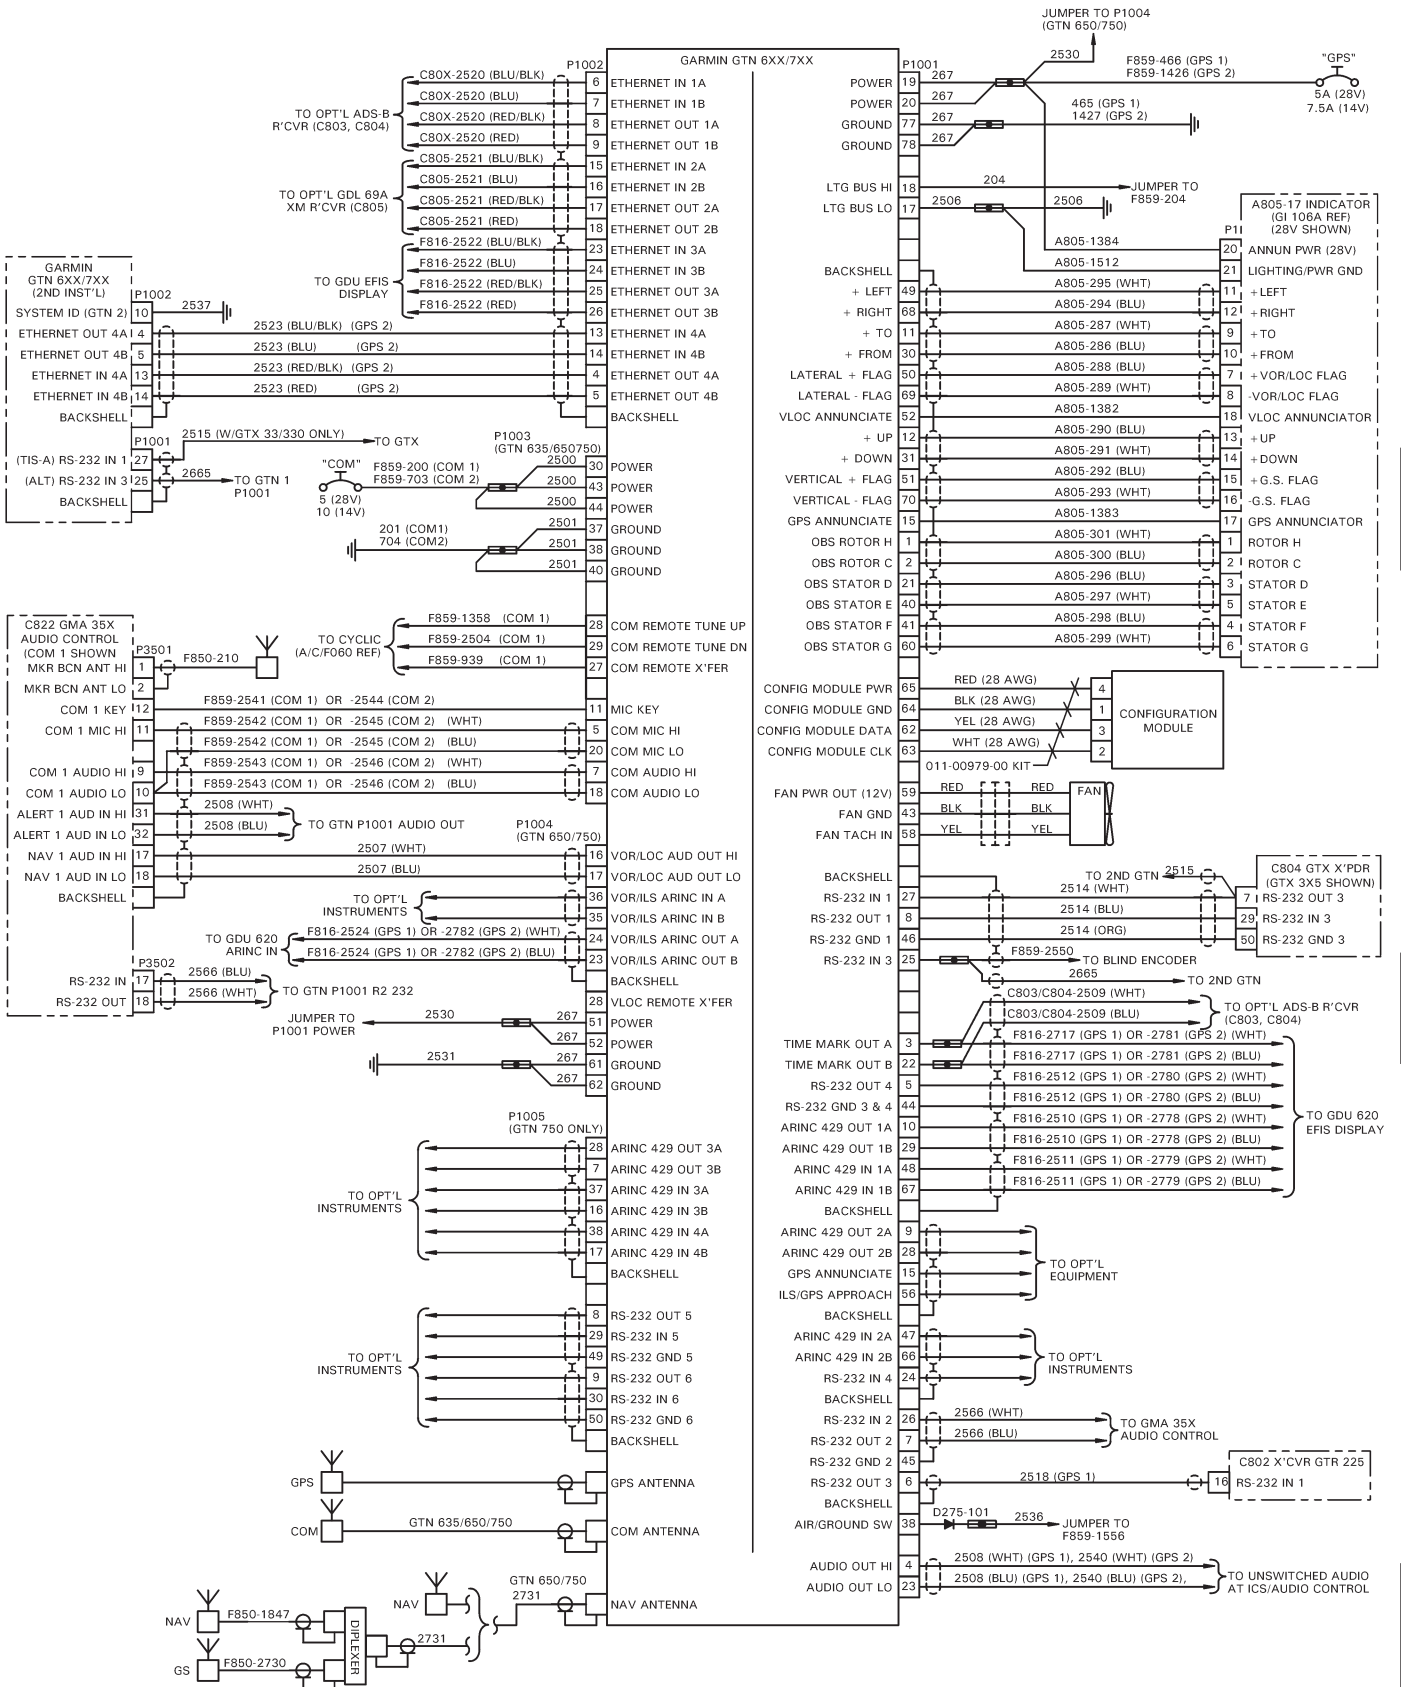 JUMPER TO P1004
(GTN 650/750)
2530
F859-466 (GPS 1)
F859-1426 (GPS 2)
"GPS"
5A (28V)
7.5A (14V)
GARMIN GTN 6XX/7XX
P1002
C80X-2520 (BLU/BLK) 6 ETHERNET IN 1A
C80X-2520 (BLU) 7 ETHERNET IN 1B
C80X-2520 (RED/BLK) 8 ETHERNET OUT 1A
C80X-2520 (RED) 9 ETHERNET OUT 1B
TO OPT'L ADS-B
R'CVR (C803, C804)
C805-2521 (BLU/BLK) 15 ETHERNET IN 2A
C805-2521 (BLU) 16 ETHERNET IN 2B
C805-2521 (RED/BLK) 17 ETHERNET OUT 2A
C805-2521 (RED) 18 ETHERNET OUT 2B
TO OPT'L GDL 69A
XM R'CVR (C805)
F816-2522 (BLU/BLK) 23 ETHERNET IN 3A
F816-2522 (BLU) 24 ETHERNET IN 3B
F816-2522 (RED/BLK) 25 ETHERNET OUT 3A
F816-2522 (RED) 26 ETHERNET OUT 3B
TO GDU EFIS
DISPLAY
GARMIN
GTN 6XX/7XX
(2ND INST'L)
P1002
SYSTEM ID (GTN 2) 10 2537
ETHERNET OUT 4A 4 2523 (BLU/BLK) (GPS 2) 13 ETHERNET IN 4A
ETHERNET OUT 4B 5 2523 (BLU) (GPS 2) 14 ETHERNET IN 4B
ETHERNET IN 4A 13 2523 (RED/BLK) (GPS 2) 4 ETHERNET OUT 4A
ETHERNET IN 4B 14 2523 (RED) (GPS 2) 5 ETHERNET OUT 4B
BACKSHELL BACKSHELL
P1001
2515 (W/GTX 33/330 ONLY) TO GTX
(TIS-A) RS-232 IN 1 27
(ALT) RS-232 IN 3 25 2665 TO GTN 1
P1001
BACKSHELL
P1003
(GTN 635/650750)
"COM"
F859-200 (COM 1)
F859-703 (COM 2)
5 (28V)
10 (14V)
2500 30 POWER
2500 43 POWER
2500 44 POWER
201 (COM1)
704 (COM2)
2501 37 GROUND
2501 38 GROUND
2501 40 GROUND
TO CYCLIC
(A/C/F060 REF)
F859-1358 (COM 1) 28 COM REMOTE TUNE UP
F859-2504 (COM 1) 29 COM REMOTE TUNE DN
F859-939 (COM 1) 27 COM REMOTE X'FER
C822 GMA 35X
AUDIO CONTROL
(COM 1 SHOWN
P3501
MKR BCN ANT HI 1 F850-210
MKR BCN ANT LO 2
COM 1 KEY 12 F859-2541 (COM 1) OR -2544 (COM 2) 11 MIC KEY
COM 1 MIC HI 11 F859-2542 (COM 1) OR -2545 (COM 2) (WHT) 5 COM MIC HI
F859-2542 (COM 1) OR -2545 (COM 2) (BLU) 20 COM MIC LO
COM 1 AUDIO HI 9 F859-2543 (COM 1) OR -2546 (COM 2) (WHT) 7 COM AUDIO HI
COM 1 AUDIO LO 10 F859-2543 (COM 1) OR -2546 (COM 2) (BLU) 18 COM AUDIO LO
ALERT 1 AUD IN HI 31 2508 (WHT)
ALERT 1 AUD IN LO 32 2508 (BLU)
TO GTN P1001 AUDIO OUT
P1004
(GTN 650/750)
NAV 1 AUD IN HI 17 2507 (WHT) 16 VOR/LOC AUD OUT HI
NAV 1 AUD IN LO 18 2507 (BLU) 17 VOR/LOC AUD OUT LO
BACKSHELL
TO OPT'L
INSTRUMENTS
36 VOR/ILS ARINC IN A
35 VOR/ILS ARINC IN B
TO GDU 620
ARINC IN
F816-2524 (GPS 1) OR -2782 (GPS 2) (WHT) 24 VOR/ILS ARINC OUT A
F816-2524 (GPS 1) OR -2782 (GPS 2) (BLU) 23 VOR/ILS ARINC OUT B
BACKSHELL
P3502
RS-232 IN 17 2566 (BLU)
RS-232 OUT 18 2566 (WHT)
TO GTN P1001 R2 232
28 VLOC REMOTE X'FER
JUMPER TO
P1001 POWER
2530 267 51 POWER
267 52 POWER
2531 267 61 GROUND
267 62 GROUND
P1005
(GTN 750 ONLY)
28 ARINC 429 OUT 3A
7 ARINC 429 OUT 3B
37 ARINC 429 IN 3A
16 ARINC 429 IN 3B
38 ARINC 429 IN 4A
17 ARINC 429 IN 4B
BACKSHELL
TO OPT'L
INSTRUMENTS
8 RS-232 OUT 5
29 RS-232 IN 5
49 RS-232 GND 5
9 RS-232 OUT 6
30 RS-232 IN 6
50 RS-232 GND 6
BACKSHELL
TO OPT'L
INSTRUMENTS
GPS GPS ANTENNA
COM GTN 635/650/750 COM ANTENNA
NAV GTN 650/750
2731 NAV ANTENNA
NAV F850-1847
GS F850-2730
DIPLEXER
2731
P1001
POWER 19 267
POWER 20 267
GROUND 77 267
GROUND 78 267
465 (GPS 1)
1427 (GPS 2)
LTG BUS HI 18 204 JUMPER TO
F859-204
LTG BUS LO 17 2506 2506
A805-17 INDICATOR
(GI 106A REF)
(28V SHOWN)
P1
A805-1384 20 ANNUN PWR (28V)
BACKSHELL A805-1512 21 LIGHTING/PWR GND
+ LEFT 49 A805-295 (WHT) 11 +LEFT
+ RIGHT 68 A805-294 (BLU) 12 +RIGHT
+ TO 11 A805-287 (WHT) 9 +TO
+ FROM 30 A805-286 (BLU) 10 +FROM
LATERAL + FLAG 50 A805-288 (BLU) 7 +VOR/LOC FLAG
LATERAL - FLAG 69 A805-289 (WHT) 8 -VOR/LOC FLAG
VLOC ANNUNCIATE 52 A805-1382 18 VLOC ANNUNCIATOR
+ UP 12 A805-290 (BLU) 13 +UP
+ DOWN 31 A805-291 (WHT) 14 +DOWN
VERTICAL + FLAG 51 A805-292 (BLU) 15 +G.S. FLAG
VERTICAL - FLAG 70 A805-293 (WHT) 16 -G.S. FLAG
GPS ANNUNCIATE 15 A805-1383 17 GPS ANNUNCIATOR
OBS ROTOR H 1 A805-301 (WHT) 1 ROTOR H
OBS ROTOR C 2 A805-300 (BLU) 2 ROTOR C
OBS STATOR D 21 A805-296 (BLU) 3 STATOR D
OBS STATOR E 40 A805-297 (WHT) 5 STATOR E
OBS STATOR F 41 A805-298 (BLU) 4 STATOR F
OBS STATOR G 60 A805-299 (WHT) 6 STATOR G
CONFIG MODULE PWR 65 RED (28 AWG) 4
CONFIG MODULE GND 64 BLK (28 AWG) 1
CONFIG MODULE DATA 62 YEL (28 AWG) 3
CONFIG MODULE CLK 63 WHT (28 AWG) 2
CONFIGURATION
MODULE
011-00979-00 KIT
FAN PWR OUT (12V) 59 RED RED FAN
FAN GND 43 BLK BLK
FAN TACH IN 58 YEL YEL
BACKSHELL
TO 2ND GTN 2515
C804 GTX X'PDR
(GTX 3X5 SHOWN)
RS-232 IN 1 27 2514 (WHT) 7 RS-232 OUT 3
RS-232 OUT 1 8 2514 (BLU) 29 RS-232 IN 3
RS-232 GND 1 46 2514 (ORG) 50 RS-232 GND 3
RS-232 IN 3 25 F859-2550 TO BLIND ENCODER
2665 TO 2ND GTN
C803/C804-2509 (WHT)
C803/C804-2509 (BLU)
TO OPT'L ADS-B R'CVR
(C803, C804)
TIME MARK OUT A 3 F816-2717 (GPS 1) OR -2781 (GPS 2) (WHT)
TIME MARK OUT B 22 F816-2717 (GPS 1) OR -2781 (GPS 2) (BLU)
RS-232 OUT 4 5 F816-2512 (GPS 1) OR -2780 (GPS 2) (WHT)
RS-232 GND 3 & 4 44 F816-2512 (GPS 1) OR -2780 (GPS 2) (BLU)
ARINC 429 OUT 1A 10 F816-2510 (GPS 1) OR -2778 (GPS 2) (WHT)
ARINC 429 OUT 1B 29 F816-2510 (GPS 1) OR -2778 (GPS 2) (BLU)
ARINC 429 IN 1A 48 F816-2511 (GPS 1) OR -2779 (GPS 2) (WHT)
ARINC 429 IN 1B 67 F816-2511 (GPS 1) OR -2779 (GPS 2) (BLU)
BACKSHELL
TO GDU 620
EFIS DISPLAY
ARINC 429 OUT 2A 9
ARINC 429 OUT 2B 28
GPS ANNUNCIATE 15
ILS/GPS APPROACH 56
BACKSHELL
TO OPT'L
EQUIPMENT
ARINC 429 IN 2A 47
ARINC 429 IN 2B 66
RS-232 IN 4 24
BACKSHELL
TO OPT'L
INSTRUMENTS
RS-232 IN 2 26 2566 (WHT)
RS-232 OUT 2 7 2566 (BLU)
RS-232 GND 2 45
TO GMA 35X
AUDIO CONTROL
C802 X'CVR GTR 225
RS-232 OUT 3 6 2518 (GPS 1) 16 RS-232 IN 1
BACKSHELL
AIR/GROUND SW 38 D275-101 2536 JUMPER TO
F859-1556
AUDIO OUT HI 4 2508 (WHT) (GPS 1), 2540 (WHT) (GPS 2)
AUDIO OUT LO 23 2508 (BLU) (GPS 1), 2540 (BLU) (GPS 2),
TO UNSWITCHED AUDIO
AT ICS/AUDIO CONTROL